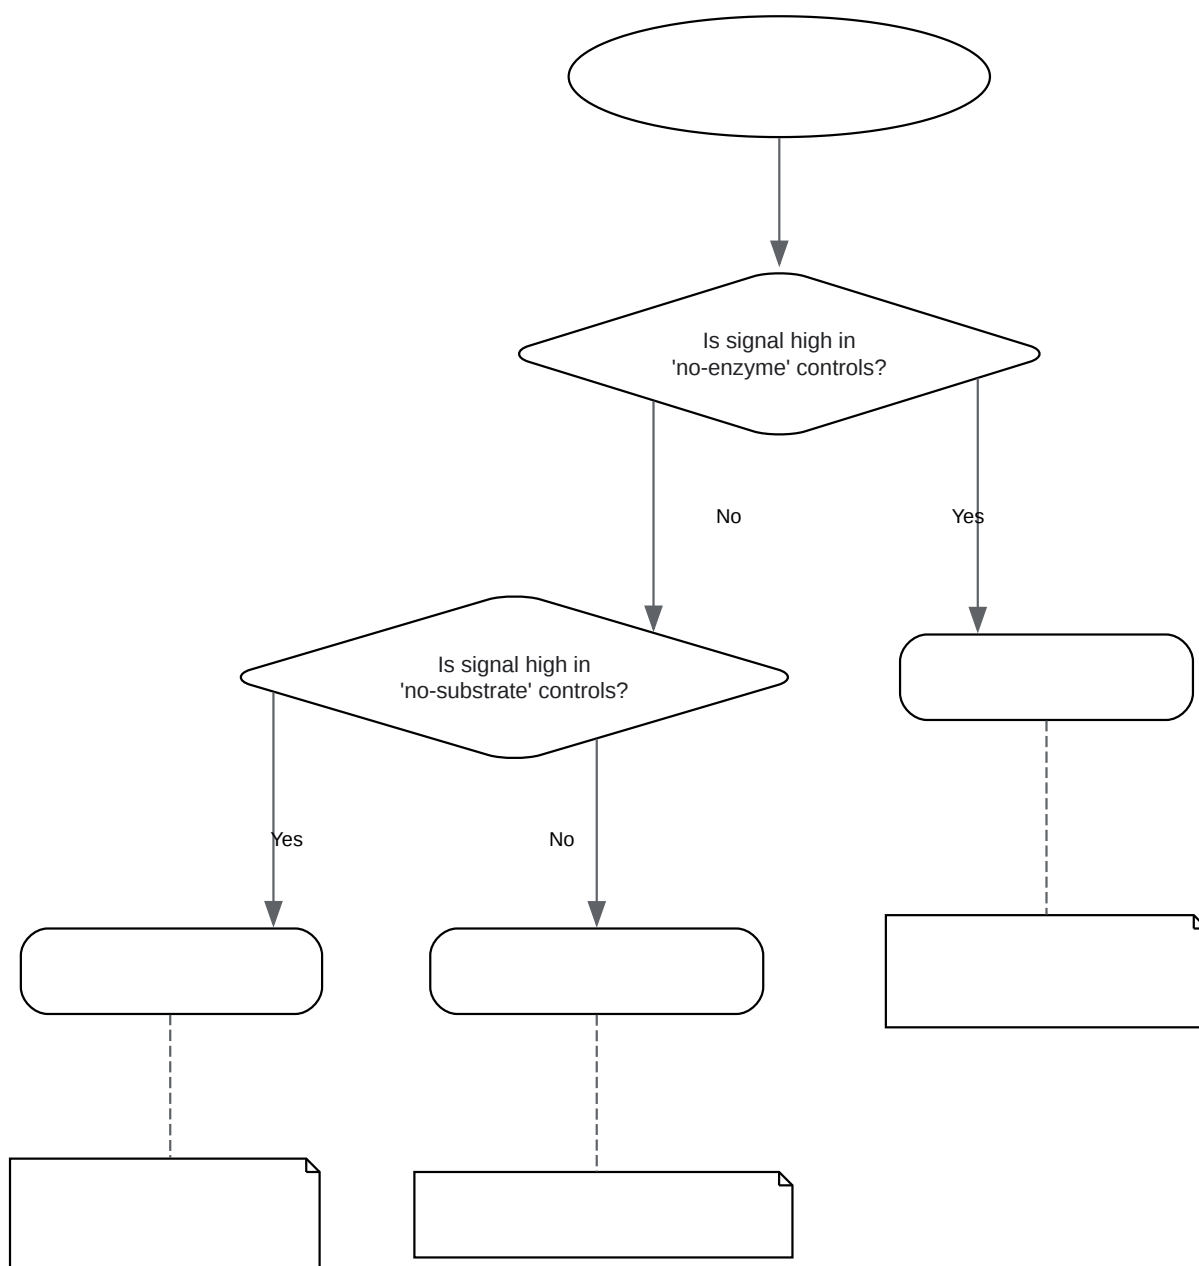 Is signal high in
'no-enzyme' controls?
No
Yes
Is signal high in
'no-substrate' controls?
Yes
No